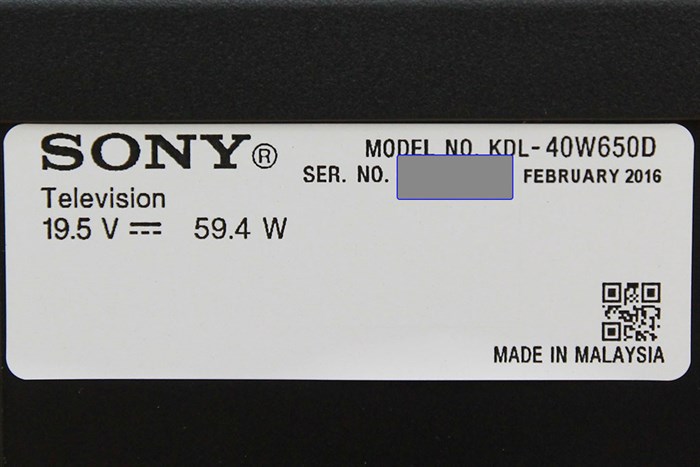 SONY®
MODEL NO. KDL-40W650D
SER. NO. FEBRUARY 2016
Television
19.5 V ⎓ 59.4 W
MADE IN MALAYSIA